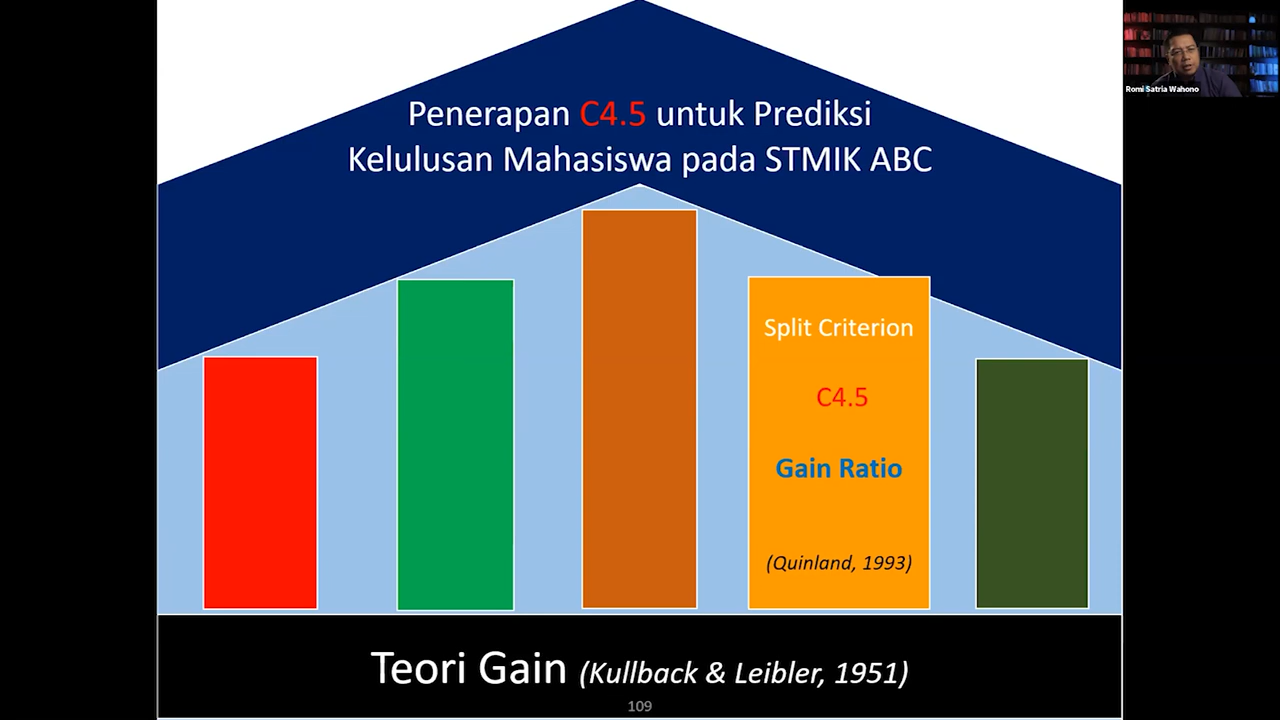 Penerapan C4.5 untuk Prediksi
Kelulusan Mahasiswa pada STMIK ABC
Romi Satria Wahono
Split Criterion
C4.5
Gain Ratio
(Quinland, 1993)
Teori Gain (Kullback & Leibler, 1951)
109